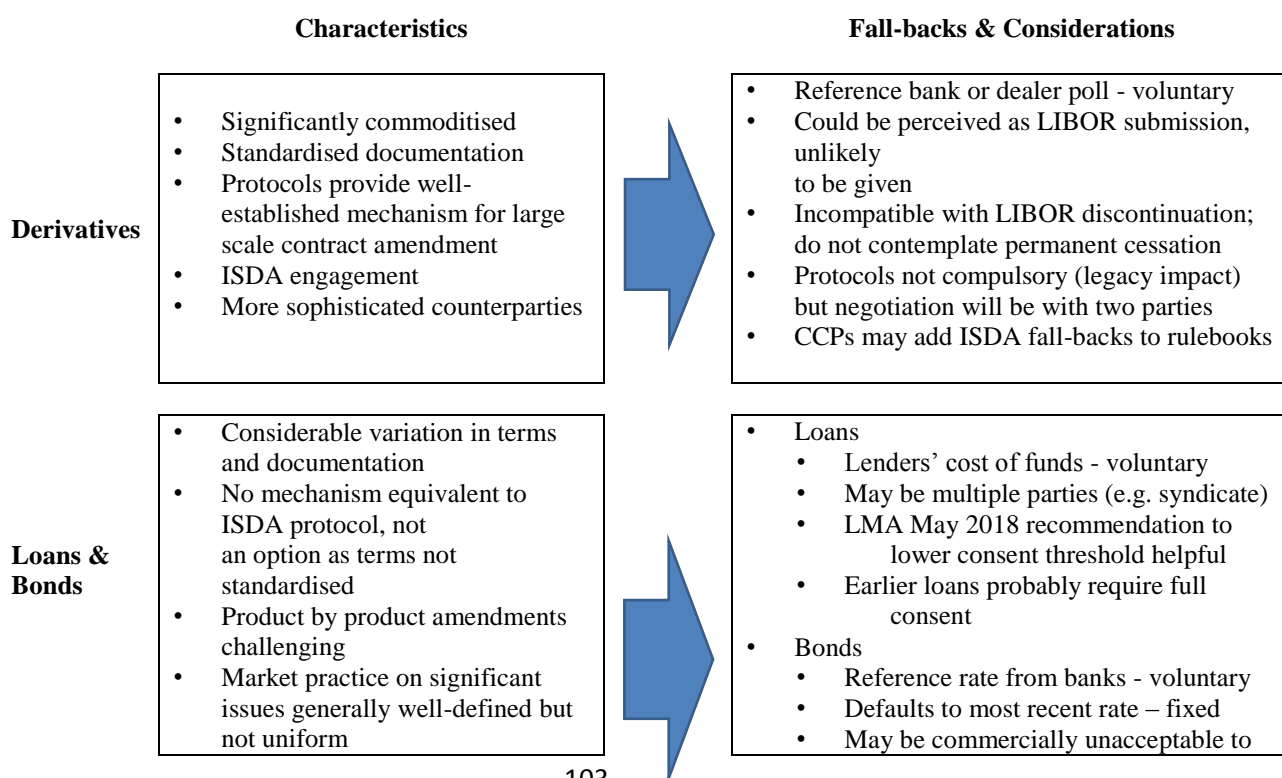 Characteristics
Fall-backs & Considerations
Derivatives
• Significantly commoditised
• Standardised documentation
• Protocols provide well-
established mechanism for large
scale contract amendment
• ISDA engagement
• More sophisticated counterparties
• Reference bank or dealer poll - voluntary
• Could be perceived as LIBOR submission,
unlikely
to be given
• Incompatible with LIBOR discontinuation;
do not contemplate permanent cessation
• Protocols not compulsory (legacy impact)
but negotiation will be with two parties
• CCPs may add ISDA fall-backs to rulebooks
Loans &
Bonds
• Considerable variation in terms
and documentation
• No mechanism equivalent to
ISDA protocol, not
an option as terms not
standardised
• Product by product amendments
challenging
• Market practice on significant
issues generally well-defined but
not uniform
• Loans
• Lenders’ cost of funds - voluntary
• May be multiple parties (e.g. syndicate)
• LMA May 2018 recommendation to
lower consent threshold helpful
• Earlier loans probably require full
consent
• Bonds
• Reference rate from banks - voluntary
• Defaults to most recent rate – fixed
• May be commercially unacceptable to
103